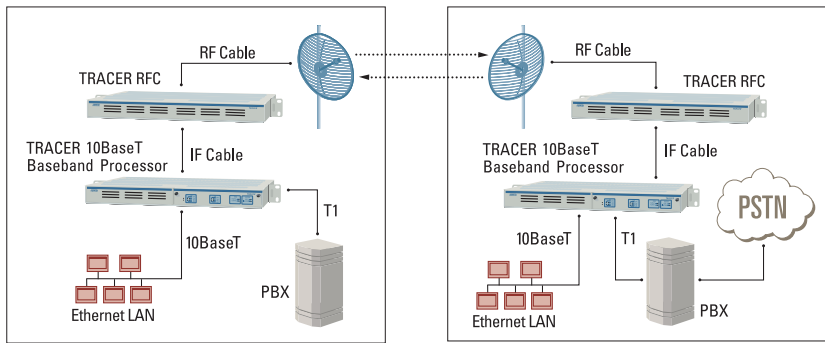 RF Cable
TRACER RFC
IF Cable
TRACER 10BaseT
Baseband Processor
T1
10BaseT
PBX
Ethernet LAN
RF Cable
TRACER RFC
IF Cable
TRACER 10BaseT
Baseband Processor
PSTN
10BaseT
T1
PBX
Ethernet LAN